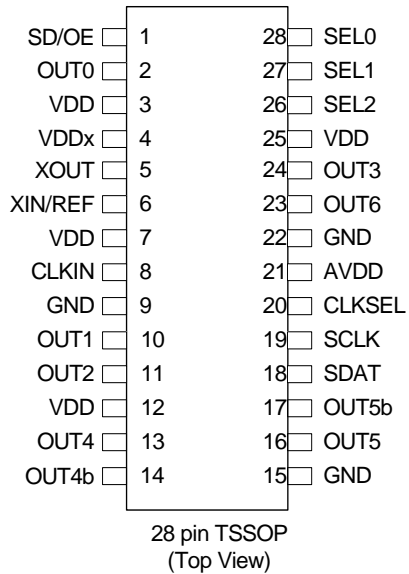 SD/OE 1 28 SEL0
OUT0 2 27 SEL1
VDD 3 26 SEL2
VDDx 4 25 VDD
XOUT 5 24 OUT3
XIN/REF 6 23 OUT6
VDD 7 22 GND
CLKIN 8 21 AVDD
GND 9 20 CLKSEL
OUT1 10 19 SCLK
OUT2 11 18 SDAT
VDD 12 17 OUT5b
OUT4 13 16 OUT5
OUT4b 14 15 GND
28 pin TSSOP
(Top View)